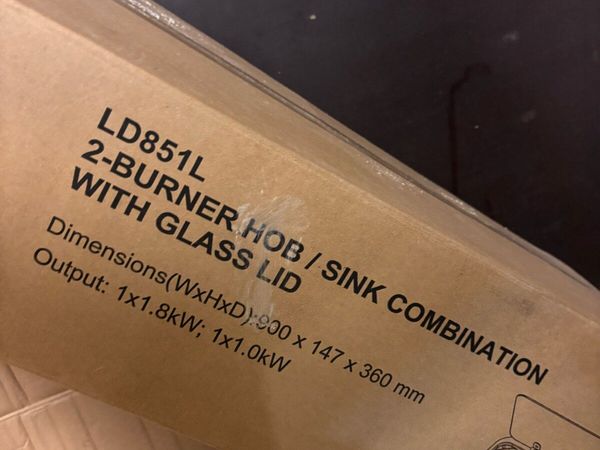 LD851L
2-BURNER HOB / SINK COMBINATION
WITH GLASS LID
Dimensions(WxHxD):900 x 147 x 360 mm
Output: 1x1.8kW; 1x1.0kW